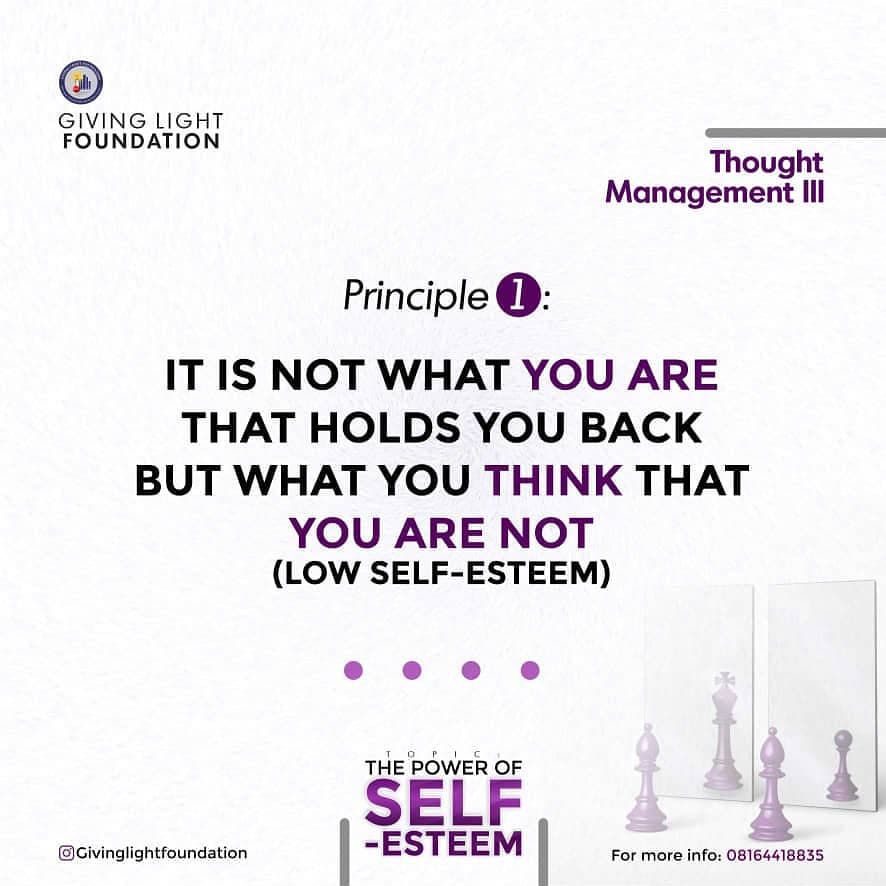 GIVING LIGHT
FOUNDATION
Thought
Management III
Principle 1:
IT IS NOT WHAT YOU ARE
THAT HOLDS YOU BACK
BUT WHAT YOU THINK THAT
YOU ARE NOT
(LOW SELF-ESTEEM)
TOPIC:
THE POWER OF
SELF
-ESTEEM
Givinglightfoundation
For more info: 08164418835